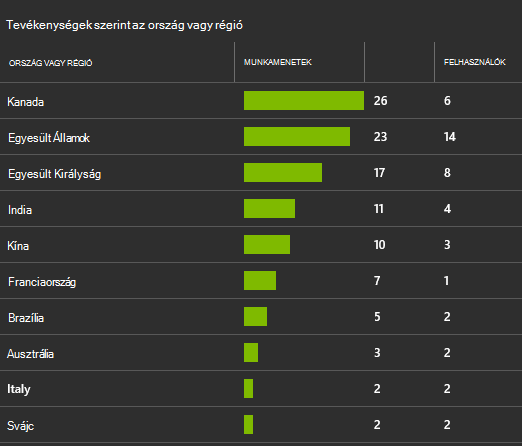 Tevékenységek szerint az ország vagy régió
ORSZÁG VAGY RÉGIÓ MUNKAMENETEK FELHASZNÁLÓK
Kanada 26 6
Egyesült Államok 23 14
Egyesült Királyság 17 8
India 11 4
Kína 10 3
Franciaország 7 1
Brazília 5 2
Ausztrália 3 2
Italy 2 2
Svájc 2 2